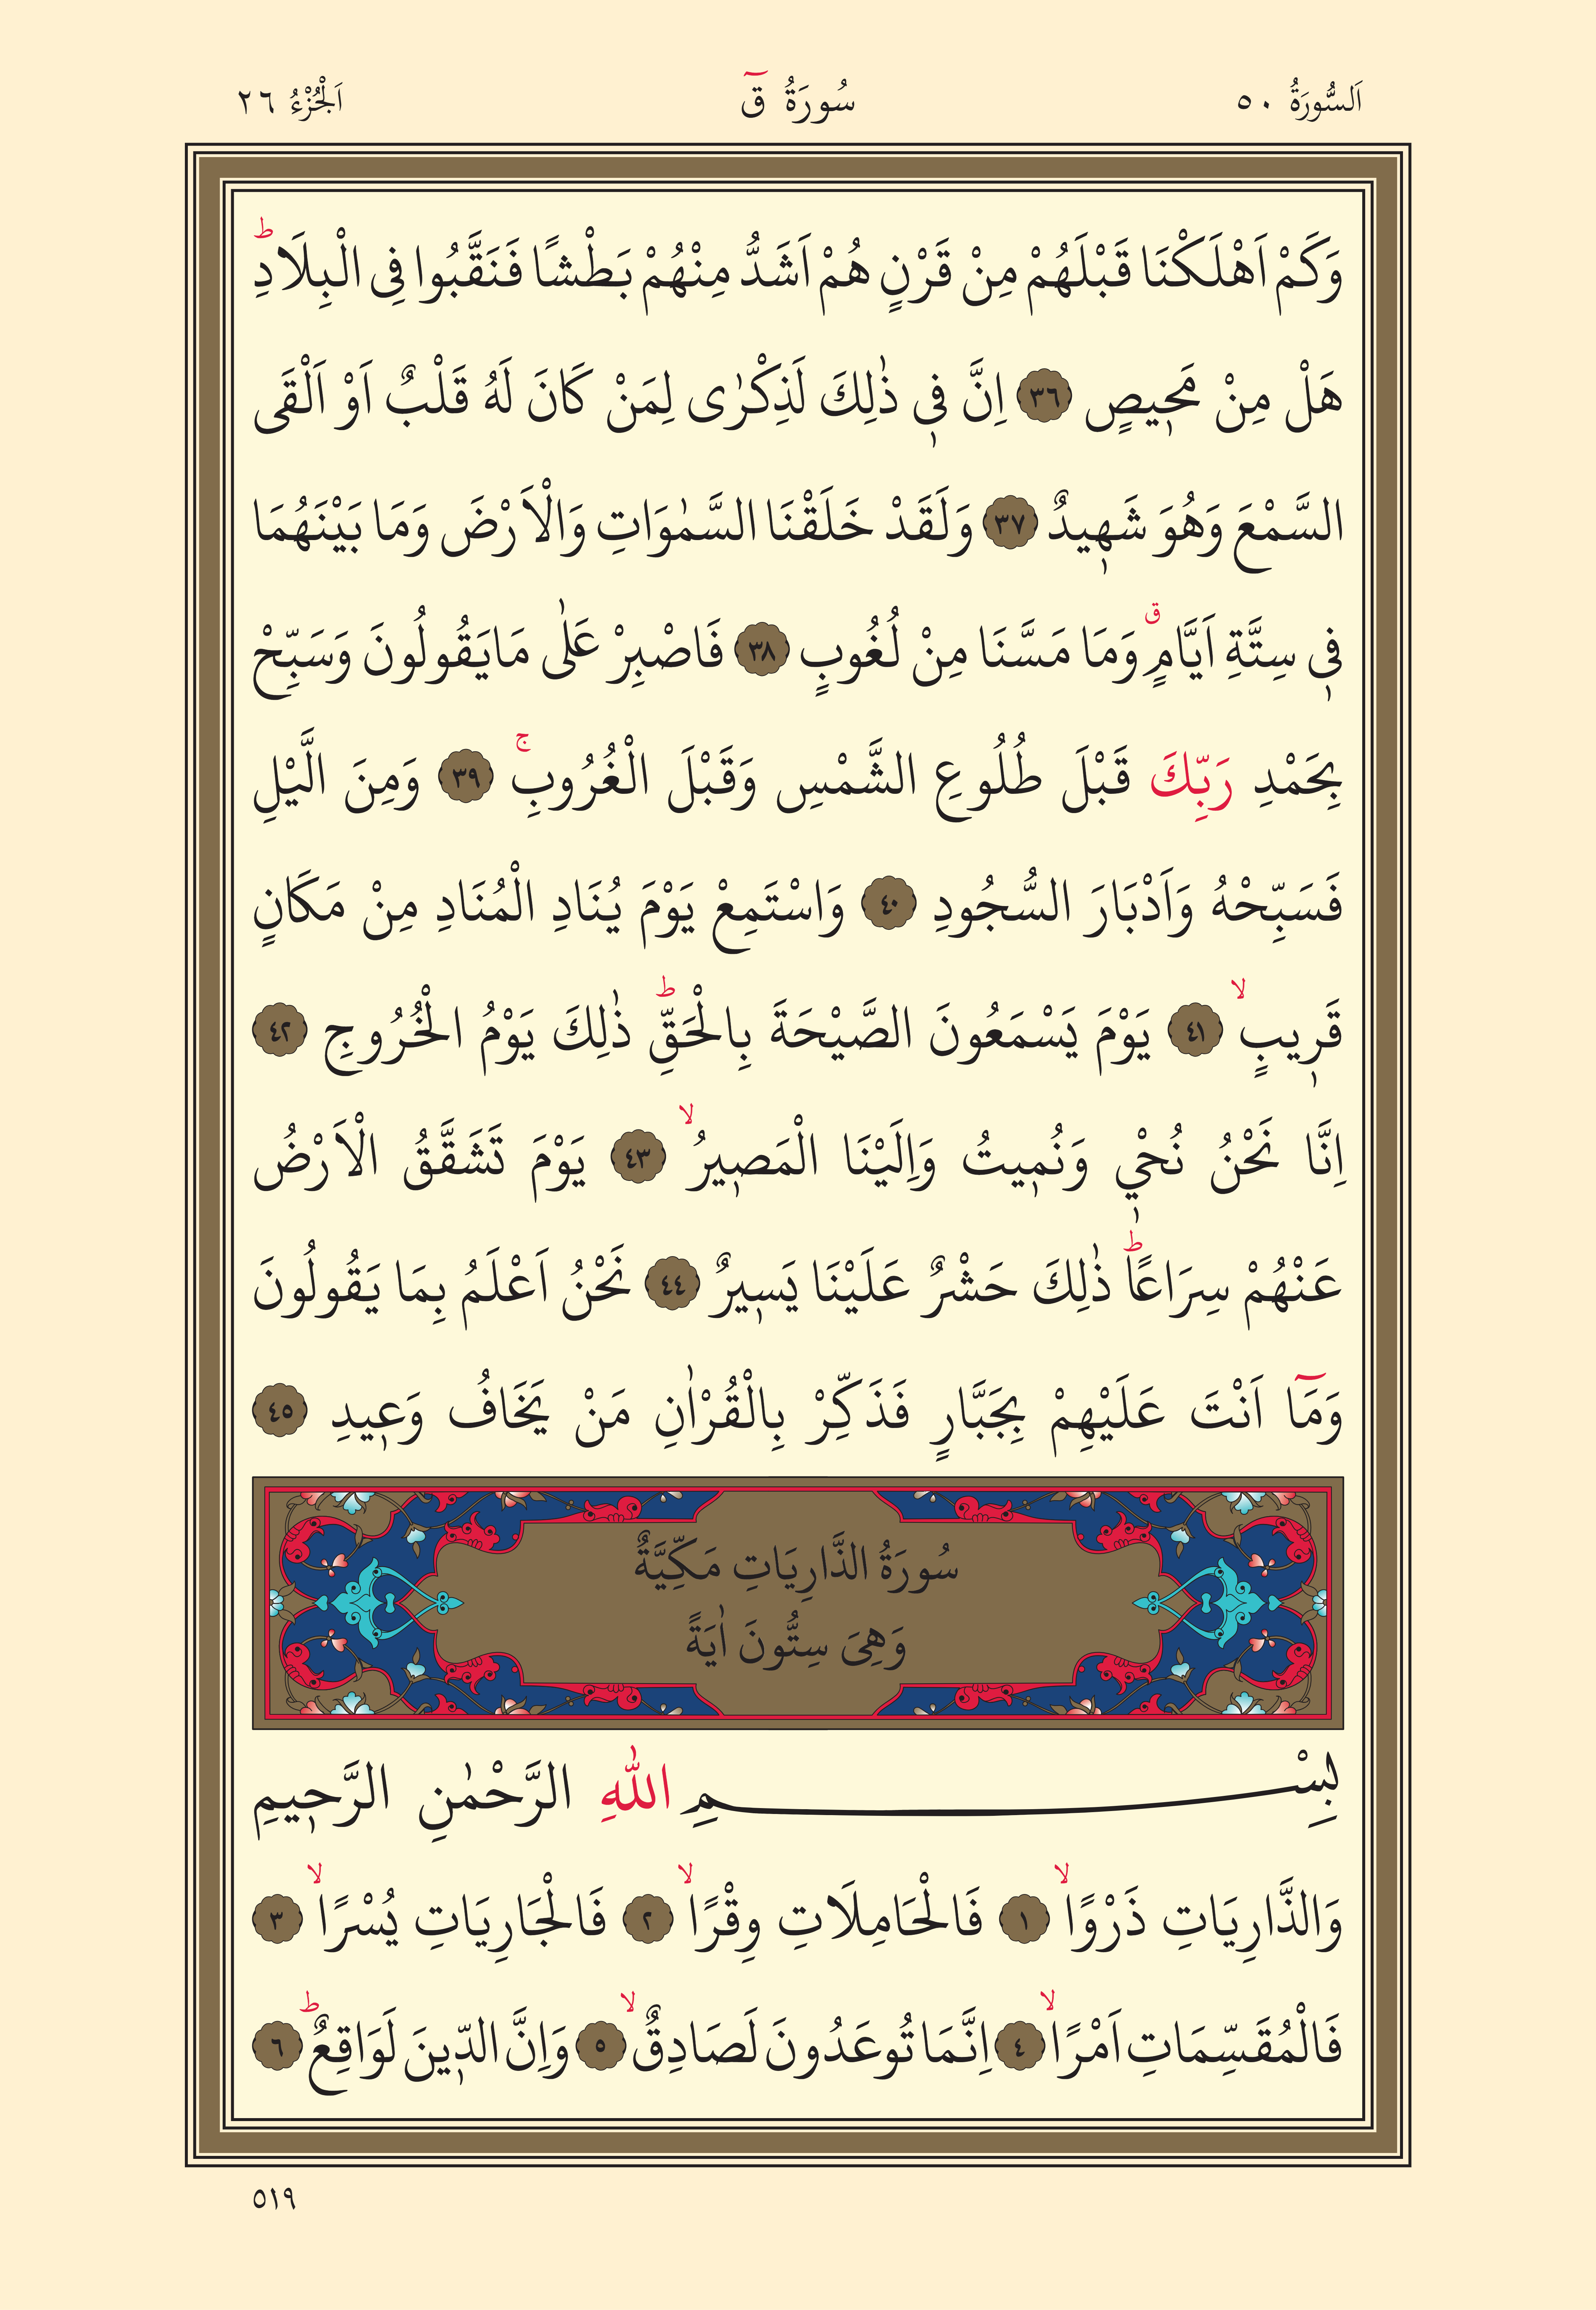 اَلسُّورَةُ ٥٠ سُورَةُ قٓ اَلْجُزْءُ ٢٦
وَكَمْ اَهْلَكْنَا قَبْلَهُمْ مِنْ قَرْنٍ هُمْ اَشَدُّ مِنْهُمْ بَطْشًا فَنَقَّبُوا فِى الْبِلَادِۜ
هَلْ مِنْ مَحٖيصٍ ٣٦ اِنَّ فٖى ذٰلِكَ لَذِكْرٰى لِمَنْ كَانَ لَهُ قَلْبٌ اَوْ اَلْقَى
السَّمْعَ وَهُوَ شَهٖيدٌ ٣٧ وَلَقَدْ خَلَقْنَا السَّمٰوَاتِ وَالْاَرْضَ وَمَا بَيْنَهُمَا
فٖى سِتَّةِ اَيَّامٍࣗ وَمَا مَسَّنَا مِنْ لُغُوبٍ ٣٨ فَاصْبِرْ عَلٰى مَايَقُولُونَ وَسَبِّحْ
بِحَمْدِ رَبِّكَ قَبْلَ طُلُوعِ الشَّمْسِ وَقَبْلَ الْغُرُوبِۚ ٣٩ وَمِنَ الَّيْلِ
فَسَبِّحْهُ وَاَدْبَارَ السُّجُودِ ٤٠ وَاسْتَمِعْ يَوْمَ يُنَادِ الْمُنَادِ مِنْ مَكَانٍ
قَرٖيبٍۙ ٤١ يَوْمَ يَسْمَعُونَ الصَّيْحَةَ بِالْحَقِّۜ ذٰلِكَ يَوْمُ الْخُرُوجِ ٤٢
اِنَّا نَحْنُ نُحْيٖ وَنُمٖيتُ وَاِلَيْنَا الْمَصٖيرُۙ ٤٣ يَوْمَ تَشَقَّقُ الْاَرْضُ
عَنْهُمْ سِرَاعًاۜ ذٰلِكَ حَشْرٌ عَلَيْنَا يَسٖيرٌ ٤٤ نَحْنُ اَعْلَمُ بِمَا يَقُولُونَ
وَمَٓا اَنْتَ عَلَيْهِمْ بِجَبَّارٍ فَذَكِّرْ بِالْقُرْاٰنِ مَنْ يَخَافُ وَعٖيدِ ٤٥
سُورَةُ الذَّارِيَاتِ مَكِّيَّةٌ
وَهِىَ سِتُّونَ اٰيَةً
بِسْمِ اللّٰهِ الرَّحْمٰنِ الرَّحٖيمِ
وَالذَّارِيَاتِ ذَرْوًاۙ ١ فَالْحَامِلَاتِ وِقْرًاۙ ٢ فَالْجَارِيَاتِ يُسْرًاۙ ٣
فَالْمُقَسِّمَاتِ اَمْرًاۙ ٤ اِنَّمَا تُوعَدُونَ لَصَادِقٌۙ ٥ وَاِنَّ الدّٖينَ لَوَاقِعٌۜ ٦
٥١٩